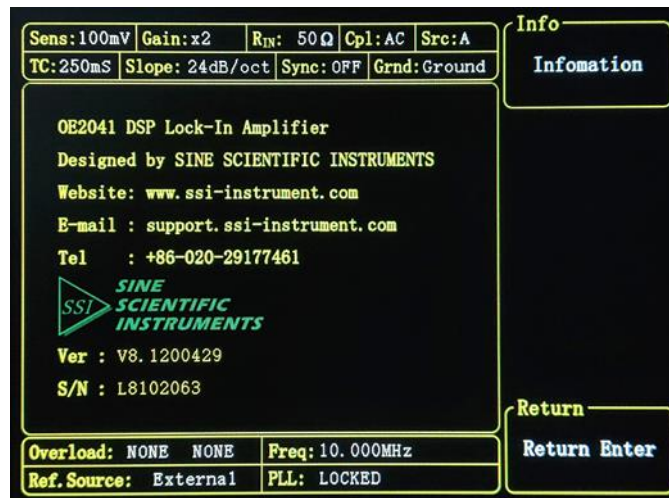 Sens:100mV Gain:x2 RIN: 50Ω Cpl:AC Src:A
TC:250mS Slope: 24dB/oct Sync: OFF Grnd: Ground
Info
Infomation
OE2041 DSP Lock-In Amplifier
Designed by SINE SCIENTIFIC INSTRUMENTS
Website: www.ssi-instrument.com
E-mail : support.ssi-instrument.com
Tel : +86-020-29177461
SSI
SINE
SCIENTIFIC
INSTRUMENTS
Ver : V8.1200429
S/N : L8102063
Return
Return Enter
Overload: NONE NONE Freq: 10.000MHz
Ref.Source: External PLL: LOCKED